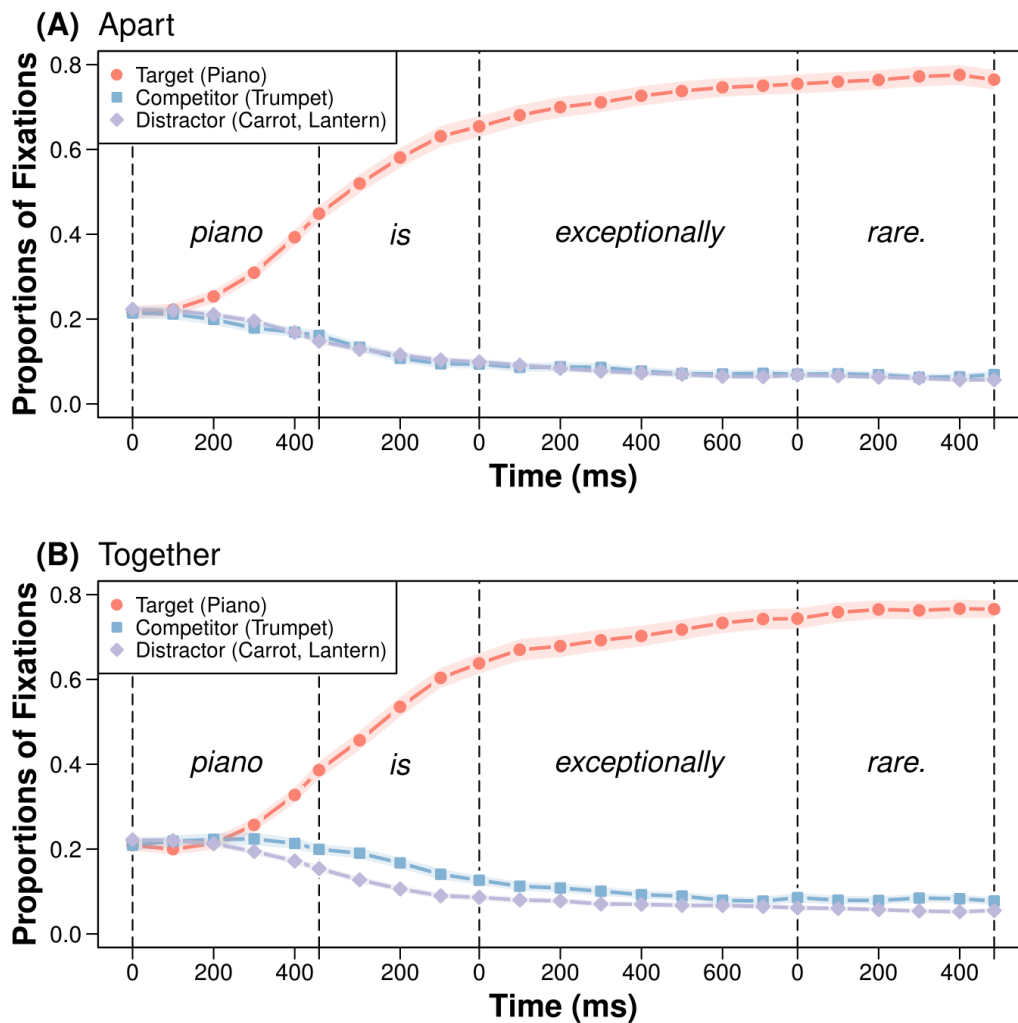 (A) Apart
Proportions of Fixations
0.8
0.6
0.4
0.2
0.0
Target (Piano)
Competitor (Trumpet)
Distractor (Carrot, Lantern)
piano is exceptionally rare.
0 200 400 200 0 200 400 600 0 200 400
Time (ms)
(B) Together
Proportions of Fixations
0.8
0.6
0.4
0.2
0.0
Target (Piano)
Competitor (Trumpet)
Distractor (Carrot, Lantern)
piano is exceptionally rare.
0 200 400 200 0 200 400 600 0 200 400
Time (ms)